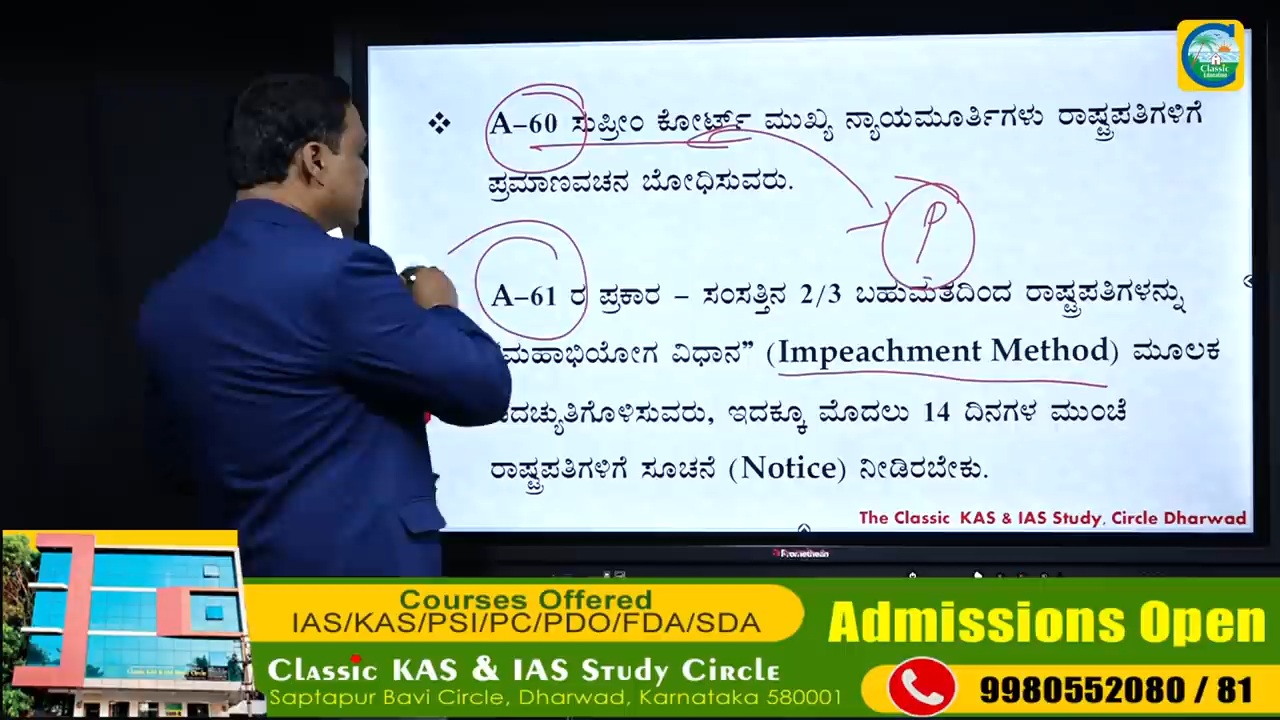 Classic
Education
❖ A-60 ಸುಪ್ರೀಂ ಕೋರ್ಟ್ ಮುಖ್ಯ ನ್ಯಾಯಮೂರ್ತಿಗಳು ರಾಷ್ಟ್ರಪತಿಗಳಿಗೆ
ಪ್ರಮಾಣವಚನ ಬೋಧಿಸುವರು.
P
A-61 ರ ಪ್ರಕಾರ – ಸಂಸತ್ತಿನ 2/3 ಬಹುಮತದಿಂದ ರಾಷ್ಟ್ರಪತಿಗಳನ್ನು
ಮಹಾಭಿಯೋಗ ವಿಧಾನ” (Impeachment Method) ಮೂಲಕ
ದಚ್ಯುತಿಗೊಳಿಸುವರು, ಇದಕ್ಕೂ ಮೊದಲು 14 ದಿನಗಳ ಮುಂಚೆ
ರಾಷ್ಟ್ರಪತಿಗಳಿಗೆ ಸೂಚನೆ (Notice) ನೀಡಿರಬೇಕು.
The Classic KAS & IAS Study, Circle Dharwad
Promethean
Courses Offered
IAS/KAS/PSI/PC/PDO/FDA/SDA
Admissions Open
Classic KAS & IAS Study Circle
Saptapur Bavi Circle, Dharwad, Karnataka 580001
9980552080 / 81